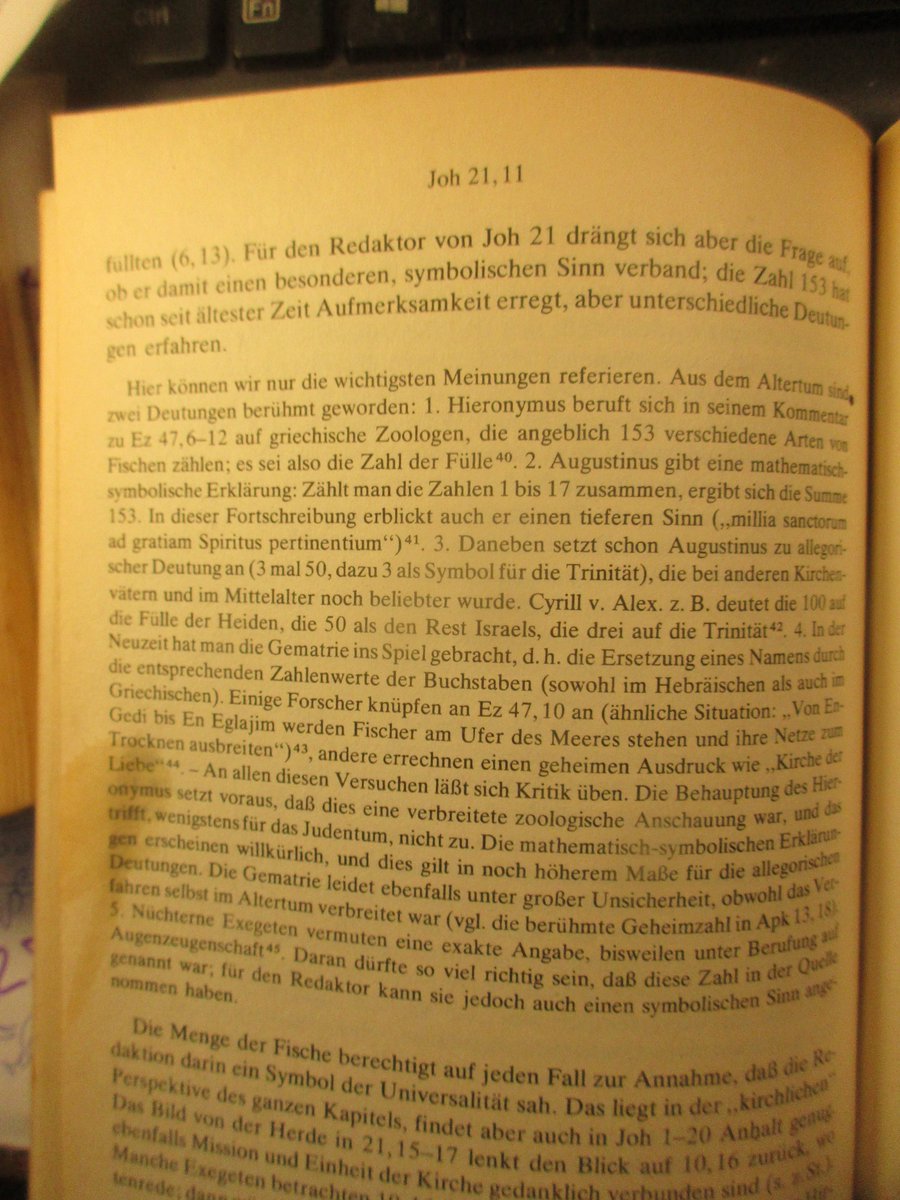 Ctrl
Fn
Joh 21,11
füllten (6,13). Für den Redaktor von Joh 21 drängt sich aber die Frage auf,
ob er damit einen besonderen, symbolischen Sinn verband; die Zahl 153 hat
schon seit ältester Zeit Aufmerksamkeit erregt, aber unterschiedliche Deutun-
gen erfahren.
Hier können wir nur die wichtigsten Meinungen referieren. Aus dem Altertum sind
zwei Deutungen berühmt geworden: 1. Hieronymus beruft sich in seinem Kommentar
zu Ez 47,6–12 auf griechische Zoologen, die angeblich 153 verschiedene Arten von
Fischen zählen; es sei also die Zahl der Fülle⁴⁰. 2. Augustinus gibt eine mathematisch-
symbolische Erklärung: Zählt man die Zahlen 1 bis 17 zusammen, ergibt sich die Summe
153. In dieser Fortschreibung erblickt auch er einen tieferen Sinn („millia sanctorum
ad gratiam Spiritus pertinentium“)⁴¹. 3. Daneben setzt schon Augustinus zu allegori-
scher Deutung an (3 mal 50, dazu 3 als Symbol für die Trinität), die bei anderen Kirchen-
vätern und im Mittelalter noch beliebter wurde. Cyrill v. Alex. z. B. deutet die 100 auf
die Fülle der Heiden, die 50 als den Rest Israels, die drei auf die Trinität⁴². 4. In der
Neuzeit hat man die Gematrie ins Spiel gebracht, d. h. die Ersetzung eines Namens durch
die entsprechenden Zahlenwerte der Buchstaben (sowohl im Hebräischen als auch im
Griechischen). Einige Forscher knüpfen an Ez 47,10 an (ähnliche Situation: „Von En-
Gedi bis En Eglajim werden Fischer am Ufer des Meeres stehen und ihre Netze zum
Trocknen ausbreiten“)⁴³, andere errechnen einen geheimen Ausdruck wie „Kirche der
Liebe“⁴⁴. – An allen diesen Versuchen läßt sich Kritik üben. Die Behauptung des Hier-
onymus setzt voraus, daß dies eine verbreitete zoologische Anschauung war, und das
trifft, wenigstens für das Judentum, nicht zu. Die mathematisch-symbolischen Erklärun-
gen erscheinen willkürlich, und dies gilt in noch höherem Maße für die allegorischen
Deutungen. Die Gematrie leidet ebenfalls unter großer Unsicherheit, obwohl das Ver-
fahren selbst im Altertum verbreitet war (vgl. die berühmte Geheimzahl in Apk 13,18).
5. Nüchterne Exegeten vermuten eine exakte Angabe, bisweilen unter Berufung auf
Augenzeugenschaft⁴⁵. Daran dürfte so viel richtig sein, daß diese Zahl in der Quelle
genannt war; für den Redaktor kann sie jedoch auch einen symbolischen Sinn ange-
nommen haben.
Die Menge der Fische berechtigt auf jeden Fall zur Annahme, daß die Re-
daktion darin ein Symbol der Universalität sah. Das liegt in der „kirchlichen“
Perspektive des ganzen Kapitels, findet aber auch in Joh 1–20 Anhalt genug.
Das Bild von der Herde in 21,15–17 lenkt den Blick auf 10,16 zurück, wo
ebenfalls Mission und Einheit der Kirche gedanklich verbunden sind (s. z. St.).
Manche Exegeten betrachten